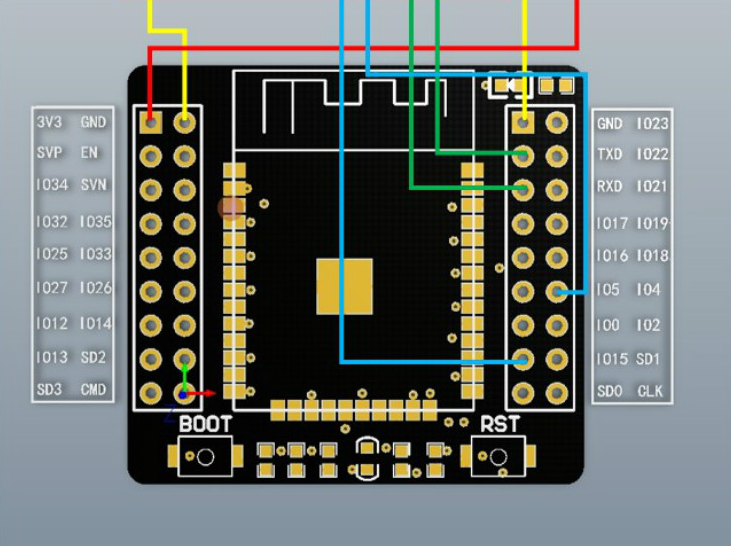 3V3 GND
SVP EN
IO34 SVN
IO32 IO35
IO25 IO33
IO27 IO26
IO12 IO14
IO13 SD2
SD3 CMD
GND IO23
TXD IO22
RXD IO21
IO17 IO19
IO16 IO18
IO5 IO4
IO0 IO2
IO15 SD1
SD0 CLK
BOOT
RST
Z